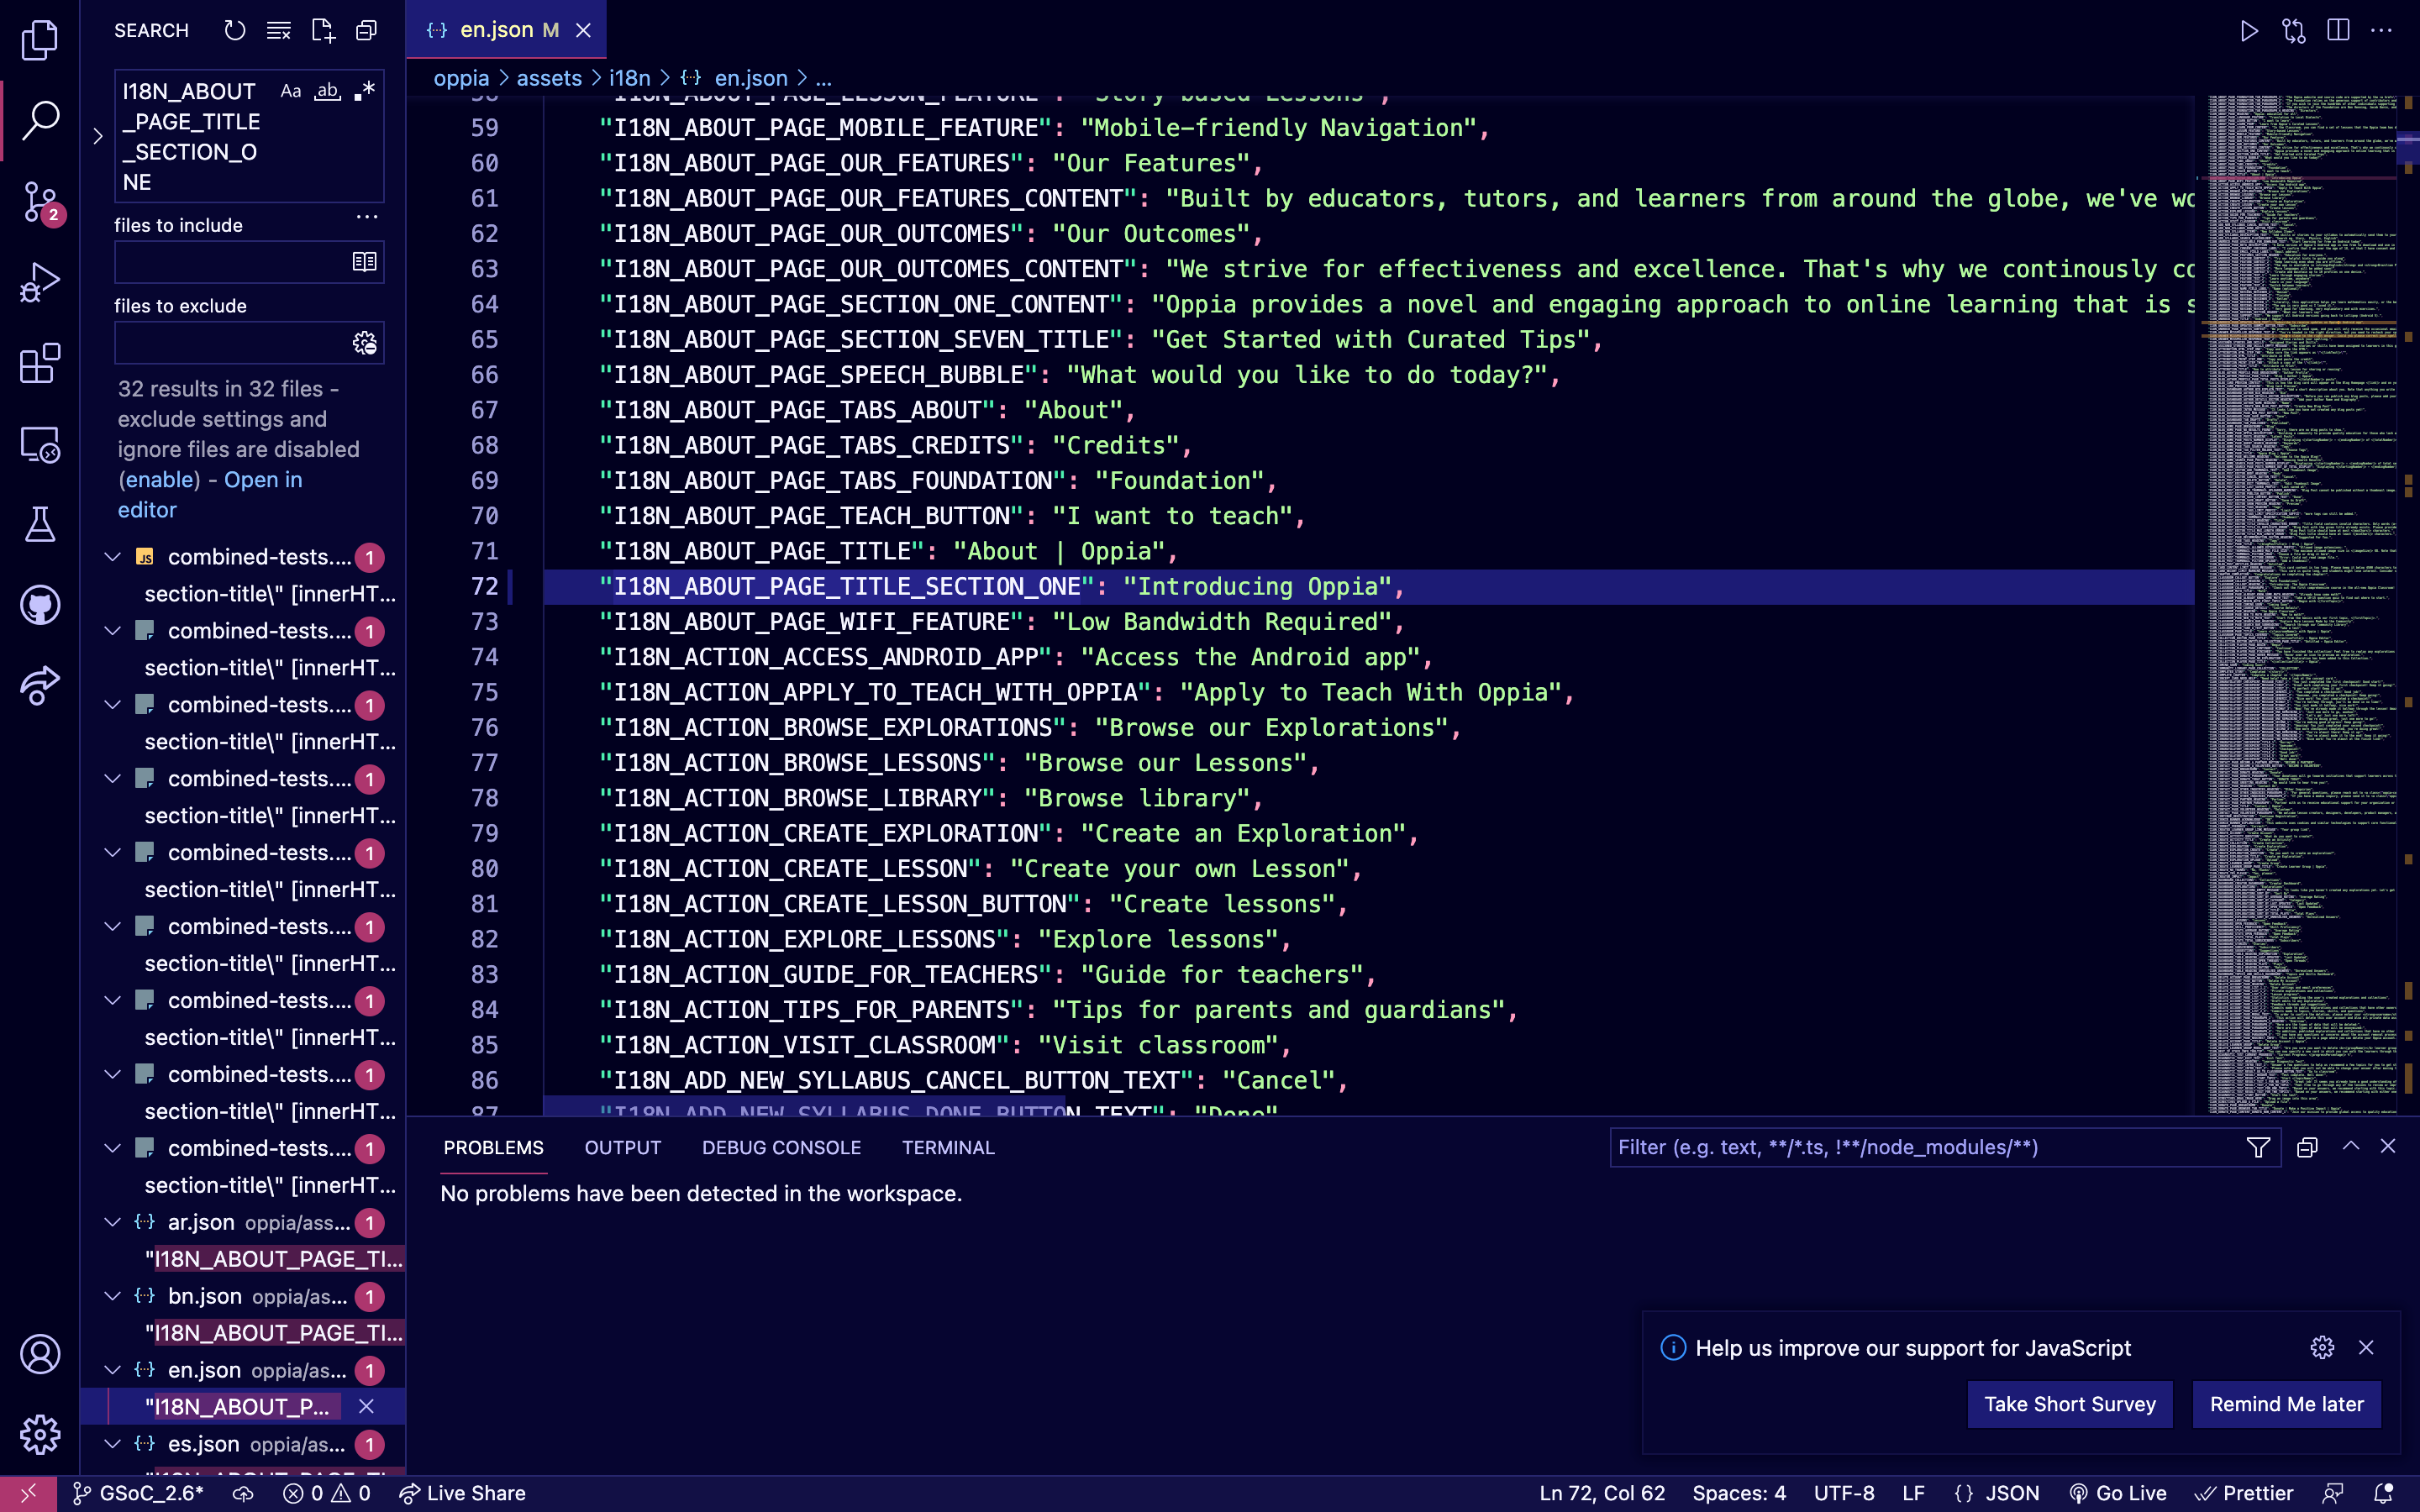 SEARCH
I18N_ABOUT
_PAGE_TITLE
_SECTION_O
NE
Aa ab .*
files to include
files to exclude
32 results in 32 files -
exclude settings and
ignore files are disabled
(enable) - Open in
editor
JS combined-tests.... 1
section-title\" [innerHT...
combined-tests.... 1
section-title\" [innerHT...
combined-tests.... 1
section-title\" [innerHT...
combined-tests.... 1
section-title\" [innerHT...
combined-tests.... 1
section-title\" [innerHT...
combined-tests.... 1
section-title\" [innerHT...
combined-tests.... 1
section-title\" [innerHT...
combined-tests.... 1
section-title\" [innerHT...
combined-tests.... 1
section-title\" [innerHT...
ar.json oppia/ass... 1
"I18N_ABOUT_PAGE_TI...
bn.json oppia/as... 1
"I18N_ABOUT_PAGE_TI...
en.json oppia/as... 1
"I18N_ABOUT_P...
es.json oppia/as... 1
2
{··} en.json M
oppia > assets > i18n > {··} en.json > ...
58 "I18N_ABOUT_PAGE_LESSON_FEATURE": "Story-based Lessons",
59 "I18N_ABOUT_PAGE_MOBILE_FEATURE": "Mobile-friendly Navigation",
60 "I18N_ABOUT_PAGE_OUR_FEATURES": "Our Features",
61 "I18N_ABOUT_PAGE_OUR_FEATURES_CONTENT": "Built by educators, tutors, and learners from around the globe, we've wo
62 "I18N_ABOUT_PAGE_OUR_OUTCOMES": "Our Outcomes",
63 "I18N_ABOUT_PAGE_OUR_OUTCOMES_CONTENT": "We strive for effectiveness and excellence. That's why we continously co
64 "I18N_ABOUT_PAGE_SECTION_ONE_CONTENT": "Oppia provides a novel and engaging approach to online learning that is s
65 "I18N_ABOUT_PAGE_SECTION_SEVEN_TITLE": "Get Started with Curated Tips",
66 "I18N_ABOUT_PAGE_SPEECH_BUBBLE": "What would you like to do today?",
67 "I18N_ABOUT_PAGE_TABS_ABOUT": "About",
68 "I18N_ABOUT_PAGE_TABS_CREDITS": "Credits",
69 "I18N_ABOUT_PAGE_TABS_FOUNDATION": "Foundation",
70 "I18N_ABOUT_PAGE_TEACH_BUTTON": "I want to teach",
71 "I18N_ABOUT_PAGE_TITLE": "About | Oppia",
72 "I18N_ABOUT_PAGE_TITLE_SECTION_ONE": "Introducing Oppia",
73 "I18N_ABOUT_PAGE_WIFI_FEATURE": "Low Bandwidth Required",
74 "I18N_ACTION_ACCESS_ANDROID_APP": "Access the Android app",
75 "I18N_ACTION_APPLY_TO_TEACH_WITH_OPPIA": "Apply to Teach With Oppia",
76 "I18N_ACTION_BROWSE_EXPLORATIONS": "Browse our Explorations",
77 "I18N_ACTION_BROWSE_LESSONS": "Browse our Lessons",
78 "I18N_ACTION_BROWSE_LIBRARY": "Browse library",
79 "I18N_ACTION_CREATE_EXPLORATION": "Create an Exploration",
80 "I18N_ACTION_CREATE_LESSON": "Create your own Lesson",
81 "I18N_ACTION_CREATE_LESSON_BUTTON": "Create lessons",
82 "I18N_ACTION_EXPLORE_LESSONS": "Explore lessons",
83 "I18N_ACTION_GUIDE_FOR_TEACHERS": "Guide for teachers",
84 "I18N_ACTION_TIPS_FOR_PARENTS": "Tips for parents and guardians",
85 "I18N_ACTION_VISIT_CLASSROOM": "Visit classroom",
86 "I18N_ADD_NEW_SYLLABUS_CANCEL_BUTTON_TEXT": "Cancel",
87 "I18N_ADD_NEW_SYLLABUS_DONE_BUTTON_TEXT": "Done"
PROBLEMS OUTPUT DEBUG CONSOLE TERMINAL
Filter (e.g. text, **/*.ts, !**/node_modules/**)
No problems have been detected in the workspace.
Help us improve our support for JavaScript
Take Short Survey Remind Me later
GSoC_2.6* 0 0 Live Share Ln 72, Col 62 Spaces: 4 UTF-8 LF {} JSON Go Live Prettier